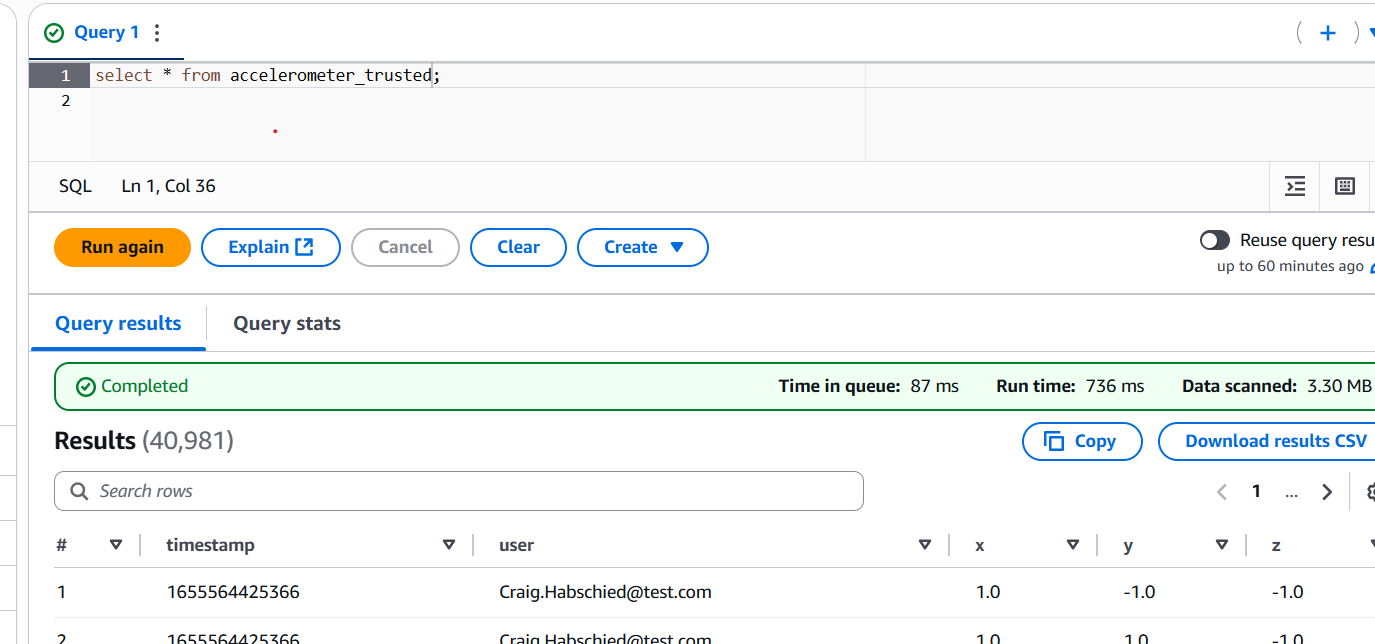 Query 1
1 select * from accelerometer_trusted;
2
SQL Ln 1, Col 36
Run again Explain Cancel Clear Create Reuse query resu
up to 60 minutes ago
Query results Query stats
Completed Time in queue: 87 ms Run time: 736 ms Data scanned: 3.30 MB
Results (40,981) Copy Download results CSV
Search rows 1 ...
# timestamp user x y z
1 1655564425366 Craig.Habschied@test.com 1.0 -1.0 -1.0
2 1655564425366 Craig.Habschied@test.com 1.0 1.0 -1.0